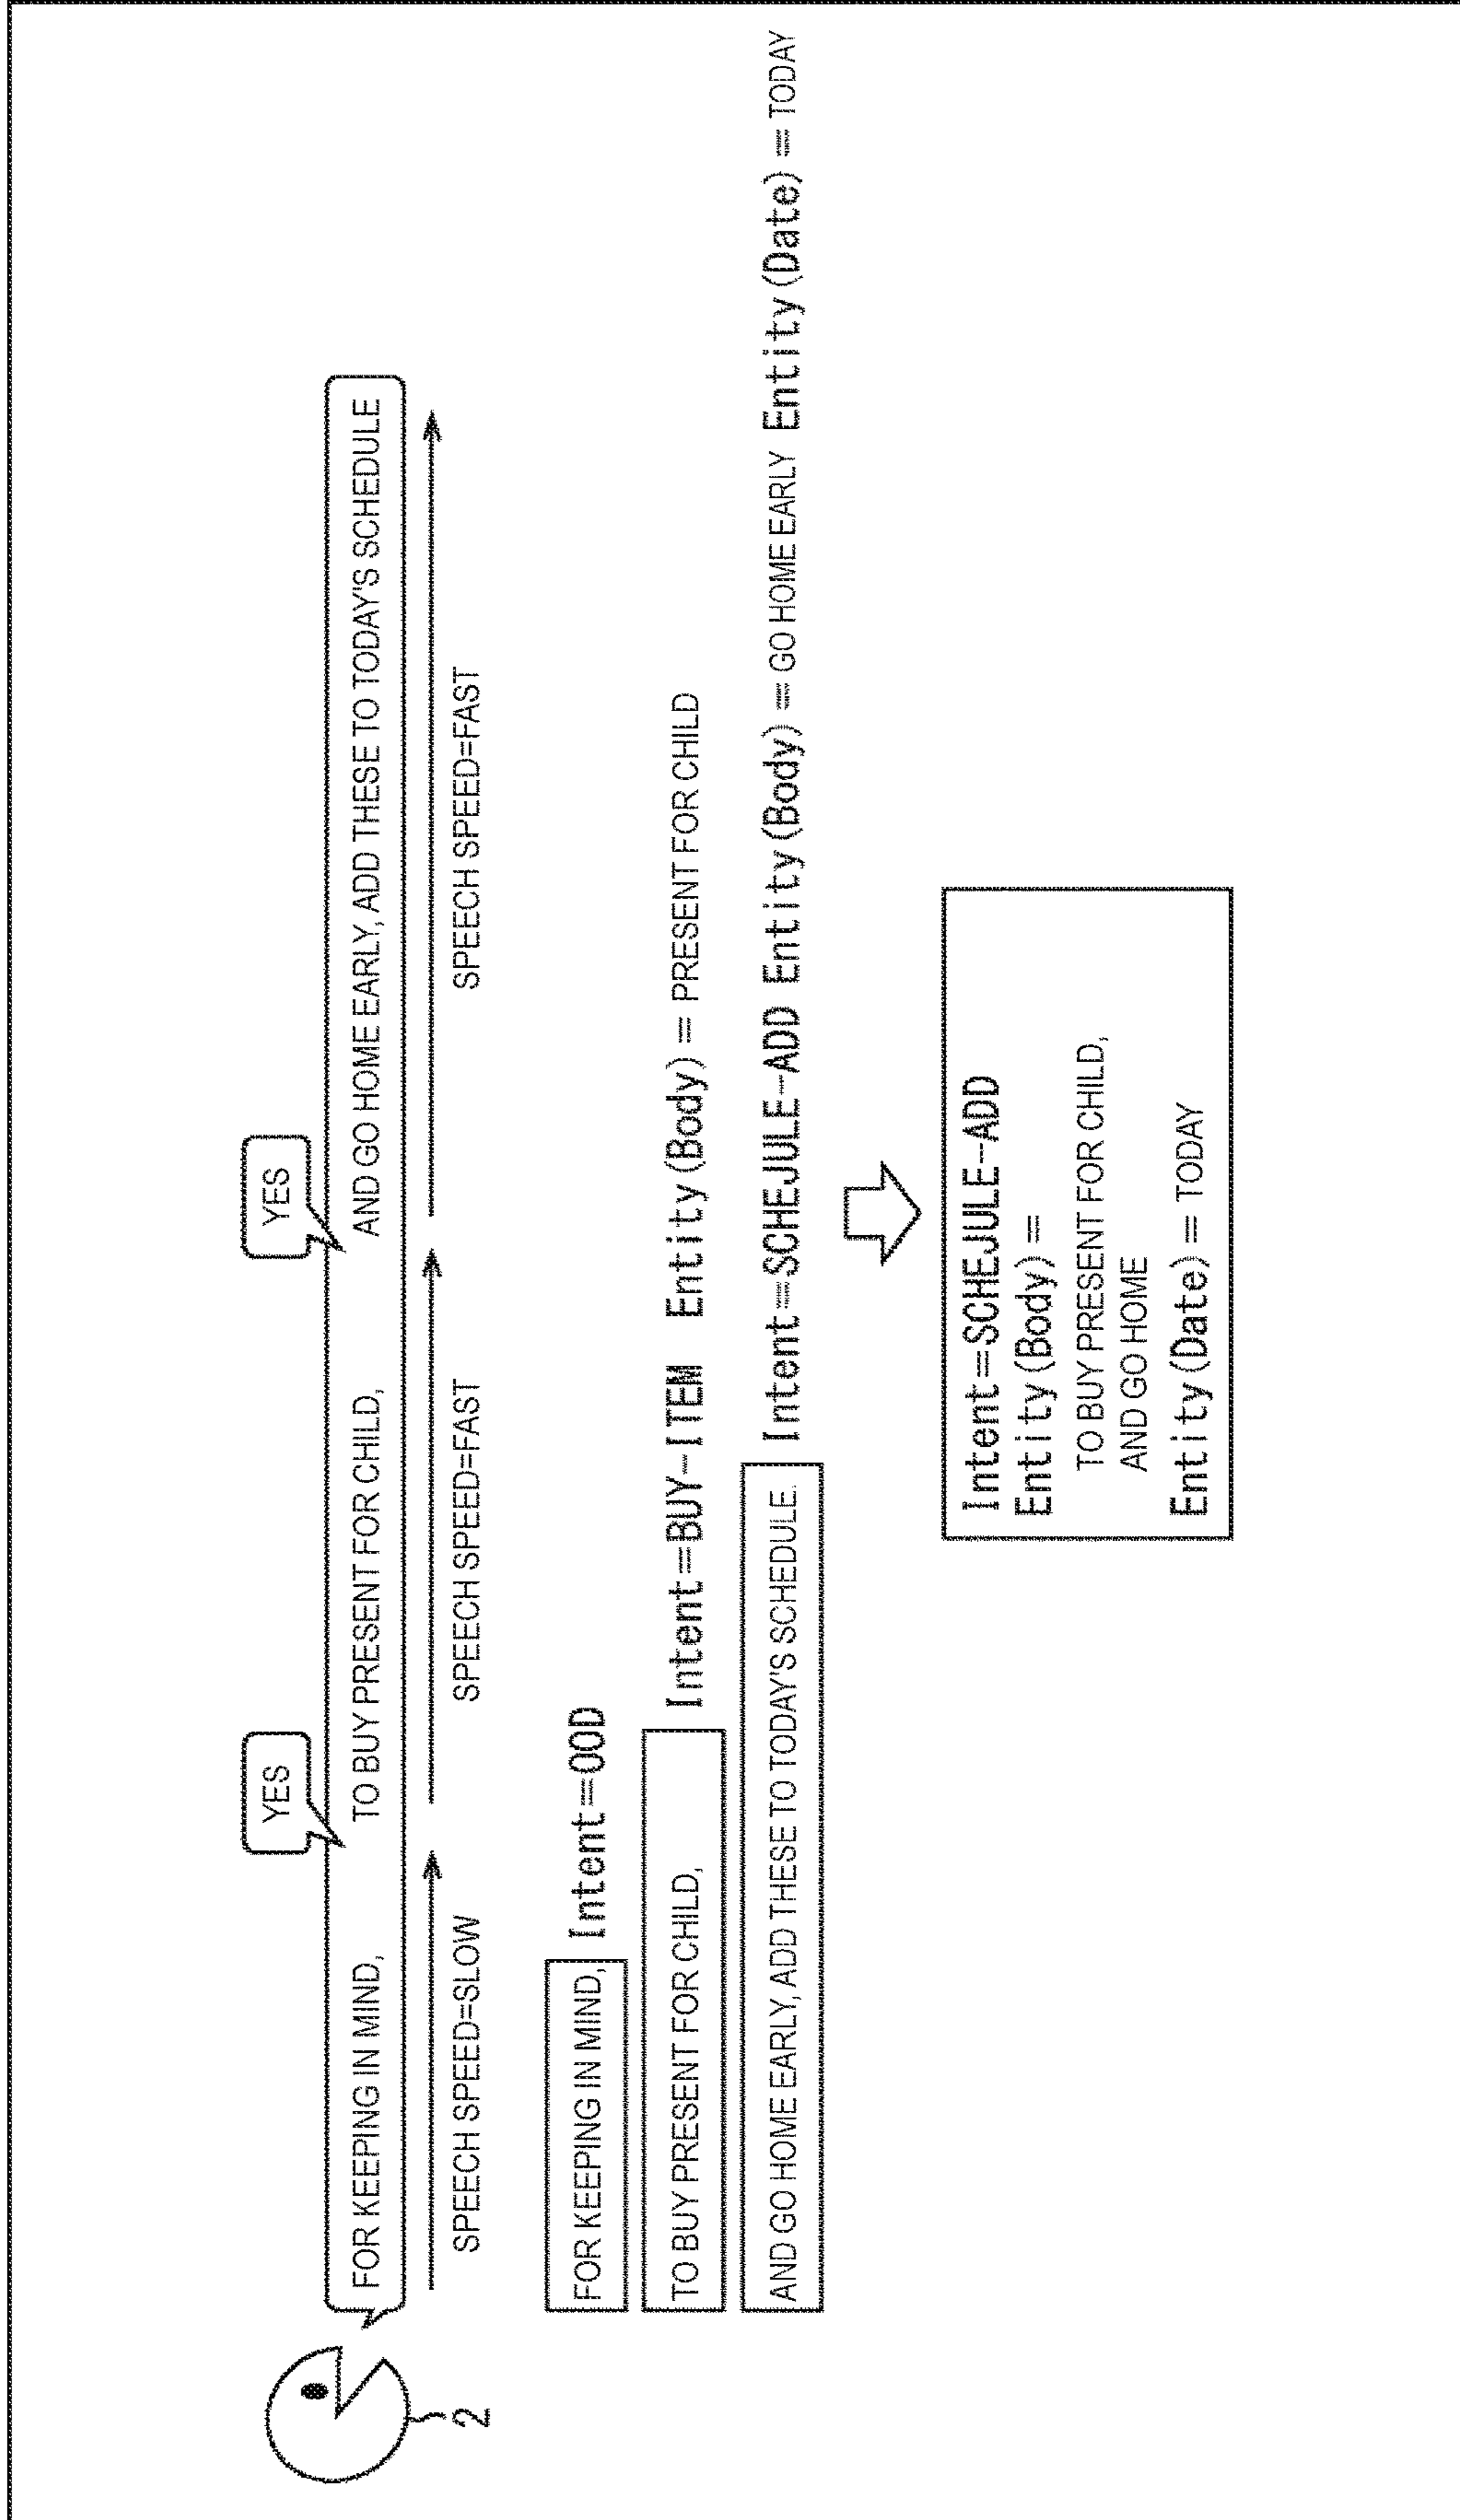 YES
YES
FOR KEEPING IN MIND, TO BUY PRESENT FOR CHILD, AND GO HOME EARLY, ADD THESE TO TODAY'S SCHEDULE
SPEECH SPEED=SLOW SPEECH SPEED=FAST SPEECH SPEED=FAST
2
FOR KEEPING IN MIND, Intent=OOD
TO BUY PRESENT FOR CHILD, Intent=BUY-ITEM Entity(Body)=PRESENT FOR CHILD
AND GO HOME EARLY, ADD THESE TO TODAY'S SCHEDULE. Intent=SCHEJULE-ADD Entity(Body)=GO HOME EARLY Entity(Date)=TODAY
Intent=SCHEJULE-ADD
Entity(Body)=
TO BUY PRESENT FOR CHILD,
AND GO HOME
Entity(Date)=TODAY